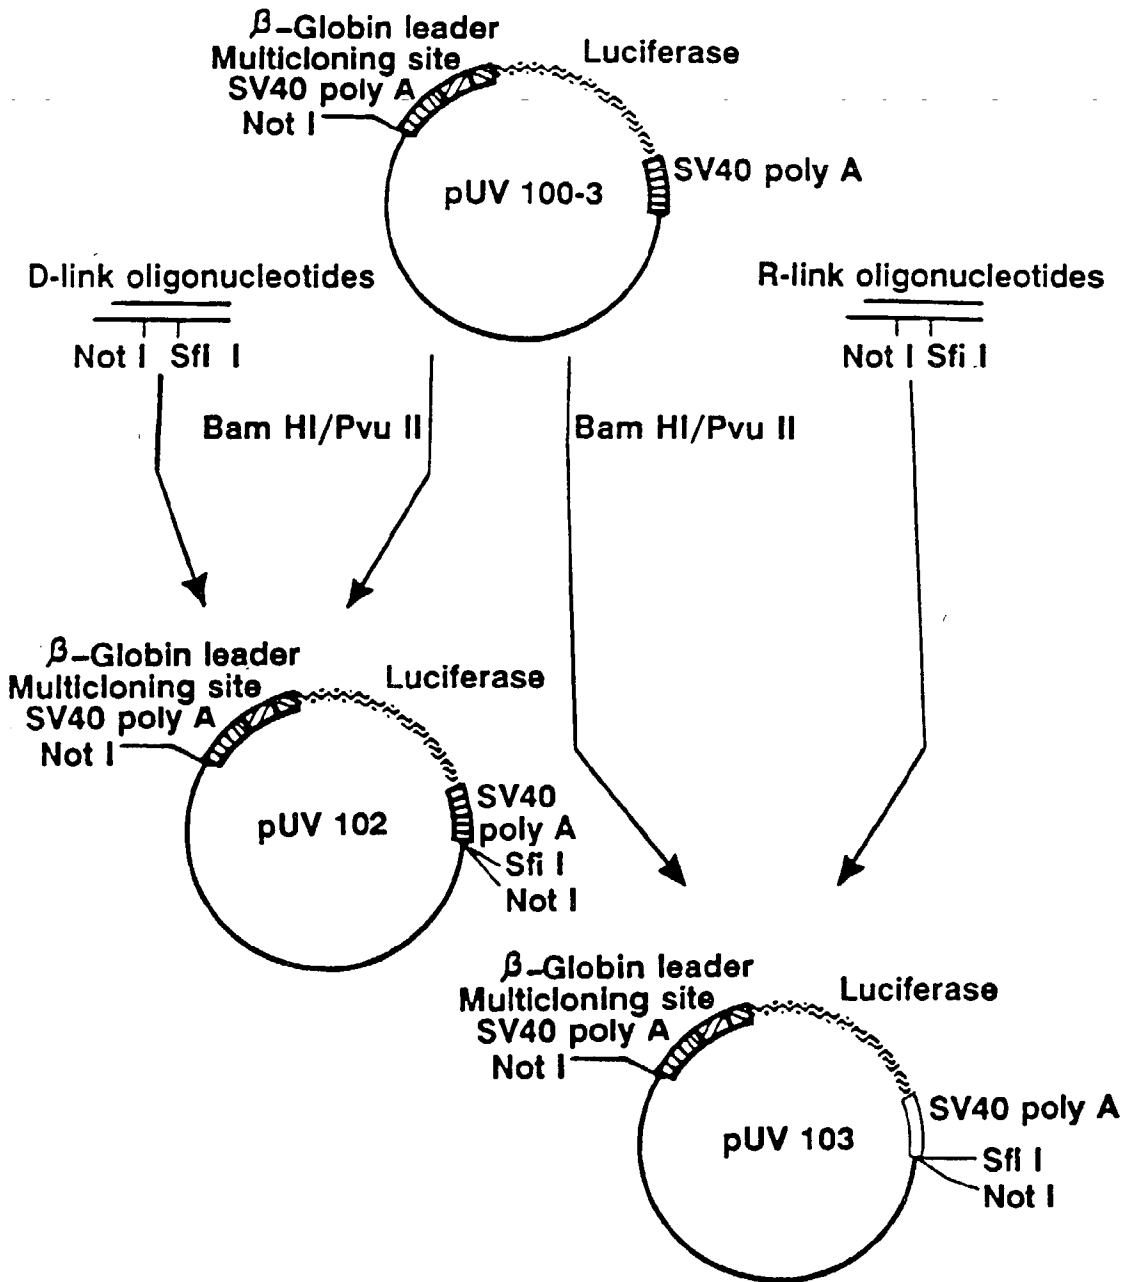 β-Globin leader
Multicloning site
SV40 poly A
Not I
Luciferase
SV40 poly A
pUV 100-3
D-link oligonucleotides
Not I SfI I
R-link oligonucleotides
Not I Sfi I
Bam HI/Pvu II
Bam HI/Pvu II
β-Globin leader
Multicloning site
SV40 poly A
Not I
Luciferase
SV40 
poly A
Sfi I
Not I
pUV 102
β-Globin leader
Multicloning site
SV40 poly A
Not I
Luciferase
SV40 poly A
SfI I
Not I
pUV 103